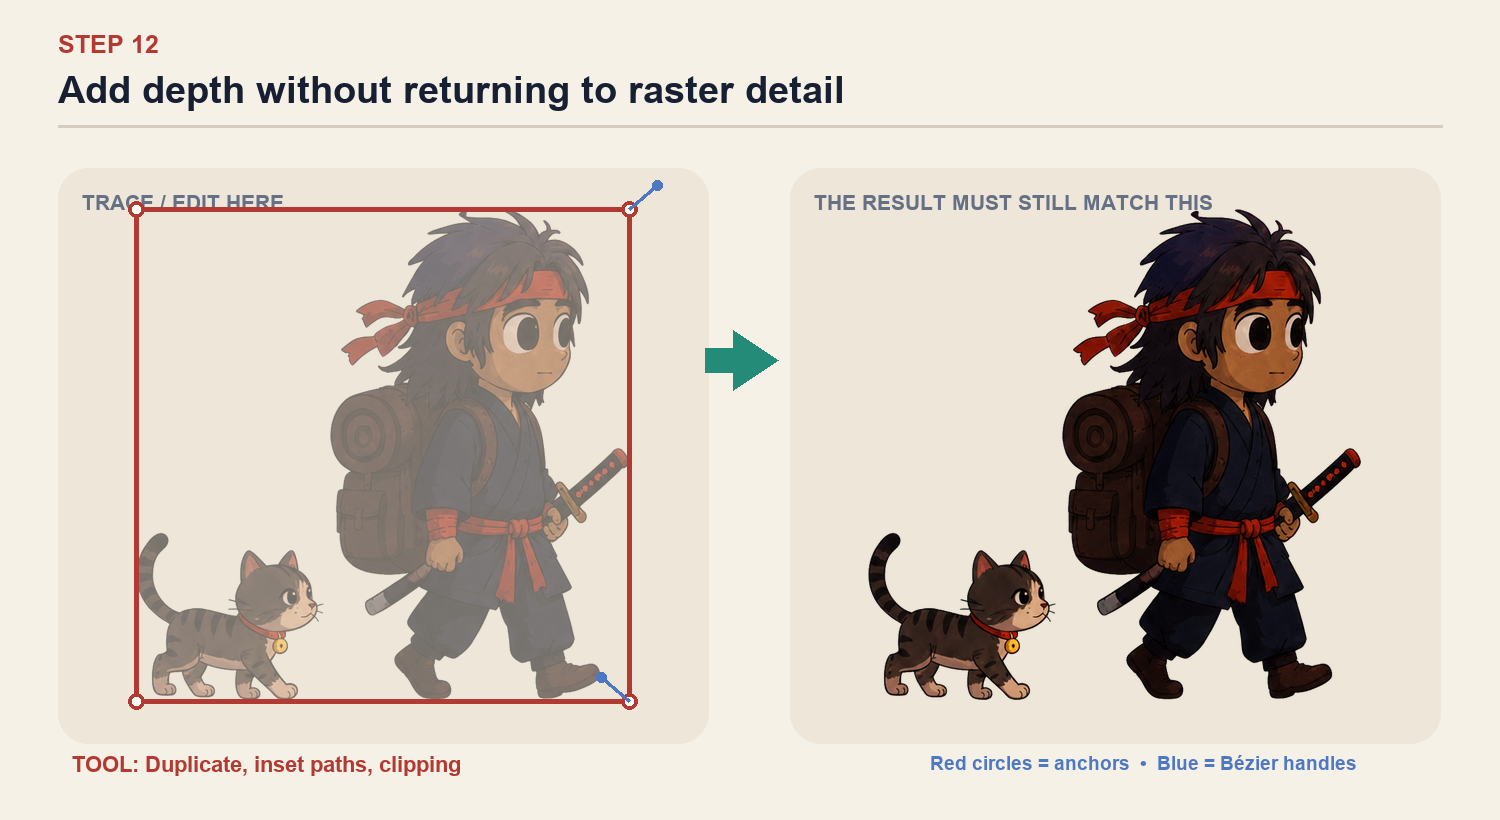 STEP 12
Add depth without returning to raster detail
TRACE / EDIT HERE
THE RESULT MUST STILL MATCH THIS
TOOL: Duplicate, inset paths, clipping
Red circles = anchors • Blue = Bézier handles